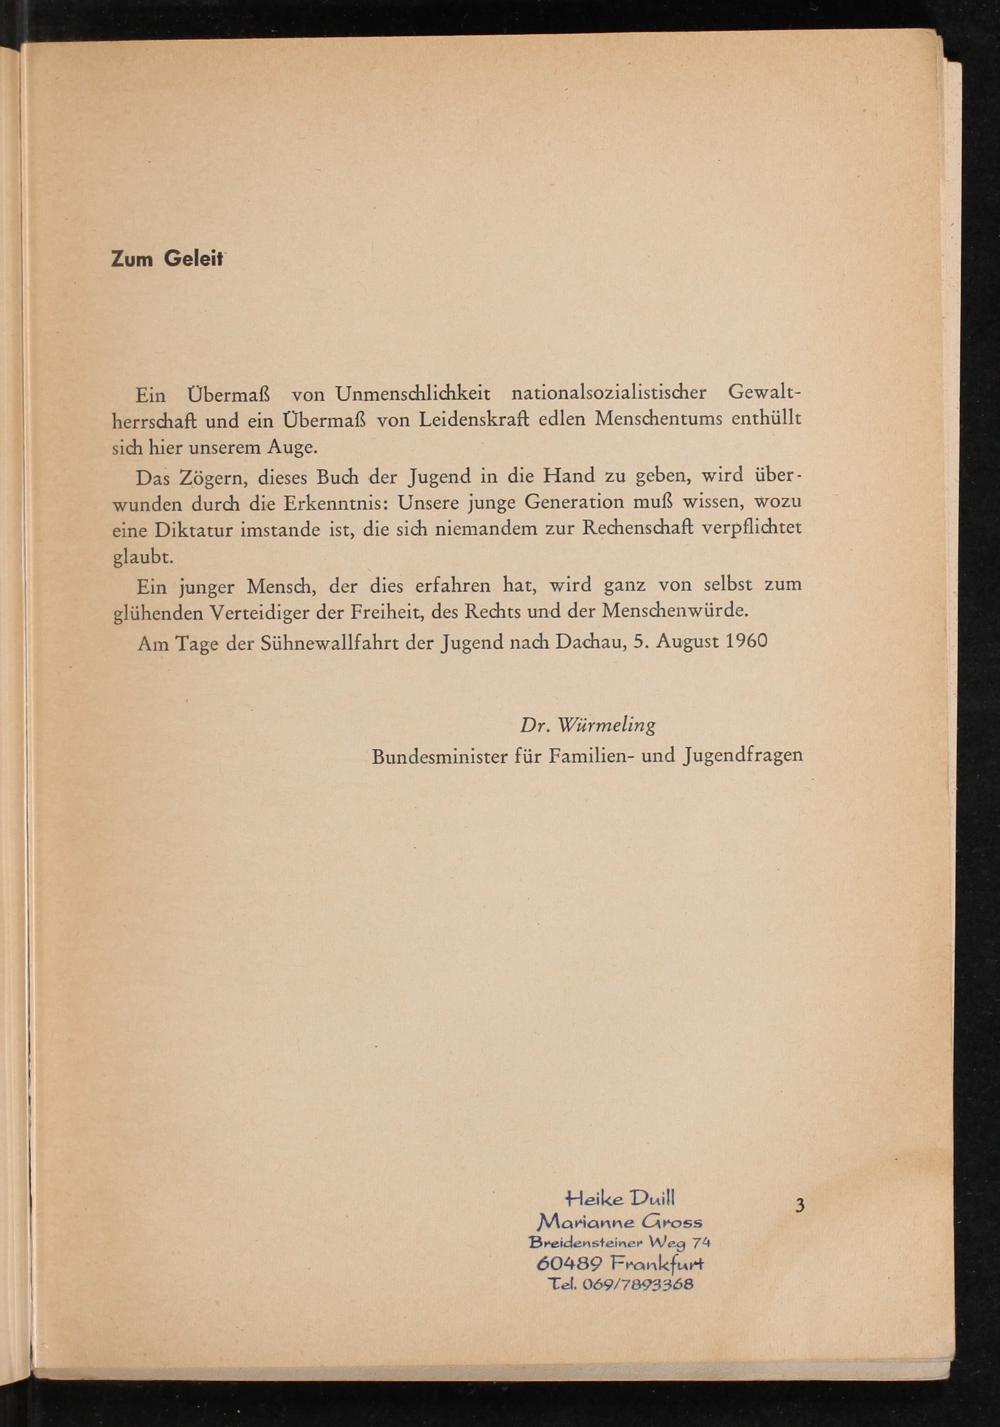 Zum Geleit
Ein Übermaß von Unmenschlichkeit nationalsozialistischer Gewalt-
herrschaft und ein Übermaß von Leidenskraft edlen Menschentums enthüllt
sich hier unserem Auge.
Das Zögern, dieses Buch der Jugend in die Hand zu geben, wird über-
wunden durch die Erkenntnis: Unsere junge Generation muß wissen, wozu
eine Diktatur imstande ist, die sich niemandem zur Rechenschaft verpflichtet
glaubt.
Ein junger Mensch, der dies erfahren hat, wird ganz von selbst zum
glühenden Verteidiger der Freiheit, des Rechts und der Menschenwürde.
Am Tage der Sühnewallfahrt der Jugend nach Dachau, 5. August 1960
Dr. Würmeling
Bundesminister für Familien- und Jugendfragen
Heike Duill
Marianne Gross
Breidensteiner Weg 74
60489 Frankfurt
Tel. 069/7893368
3